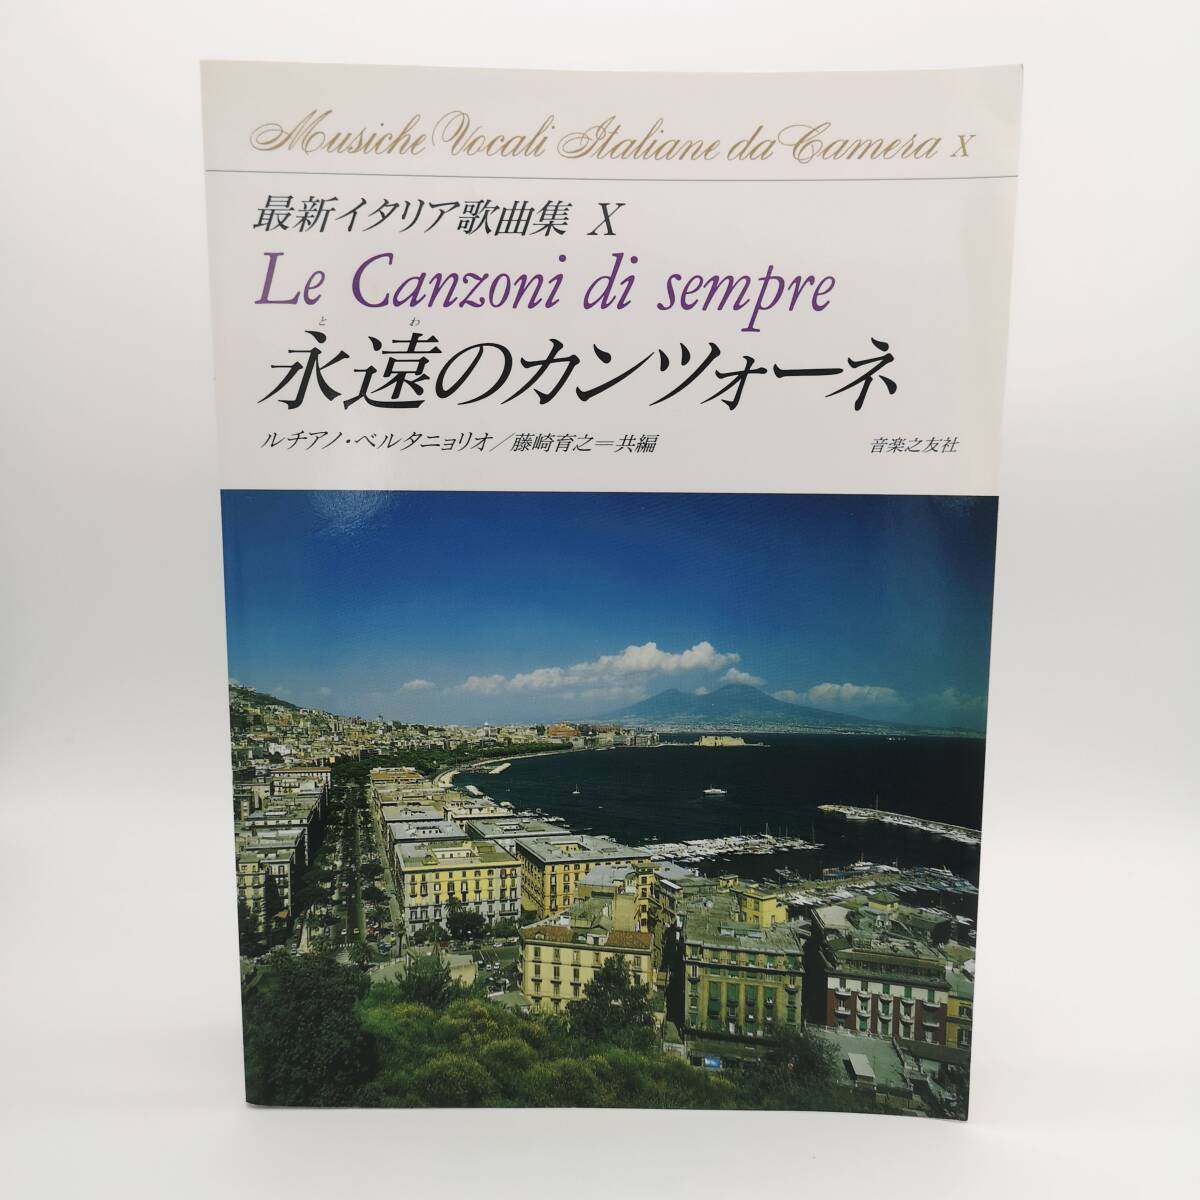 Musiche Vocali Italiane da Camera X
最新イタリア歌曲集 X
Le Canzoni di sempre
とわ
永遠のカンツォーネ
ルチアノ・ベルタニョリオ／藤崎育之＝共編
音楽之友社